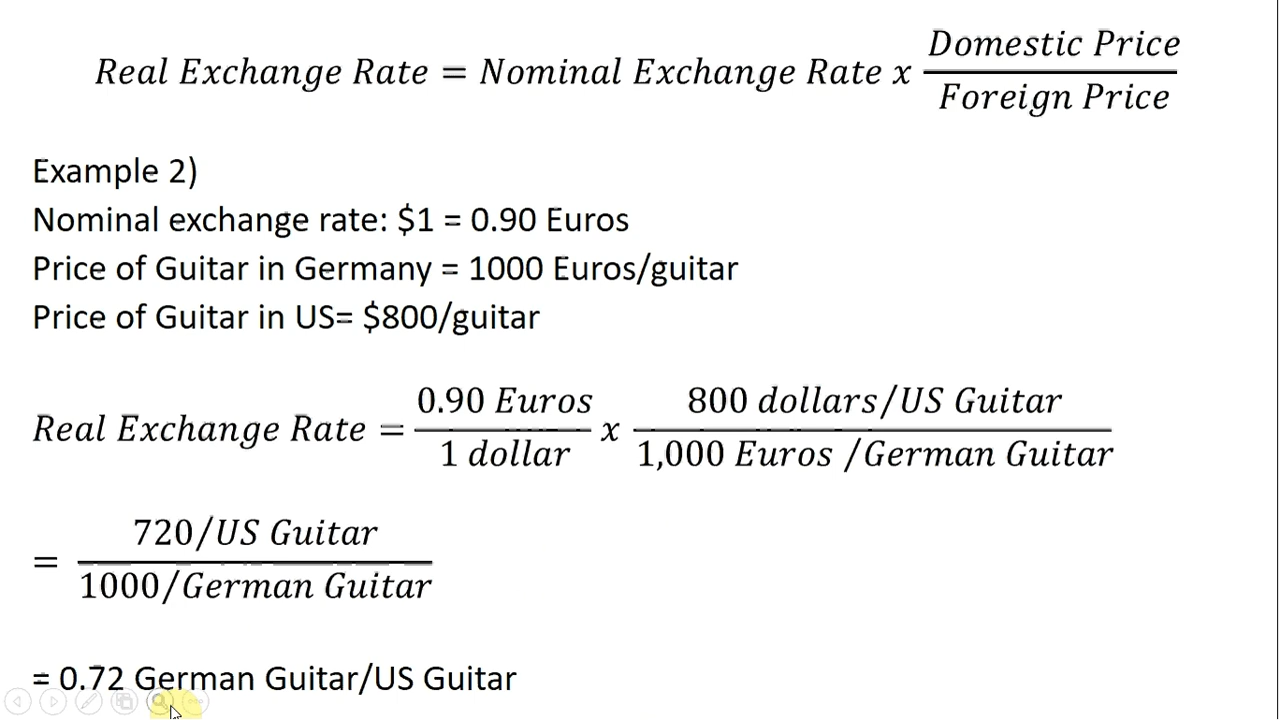 Real Exchange Rate = Nominal Exchange Rate x Domestic Price / Foreign Price
Example 2)
Nominal exchange rate: $1 = 0.90 Euros
Price of Guitar in Germany = 1000 Euros/guitar
Price of Guitar in US= $800/guitar
Real Exchange Rate = 0.90 Euros / 1 dollar x 800 dollars/US Guitar / 1,000 Euros /German Guitar
= 720/US Guitar / 1000/German Guitar
= 0.72 German Guitar/US Guitar